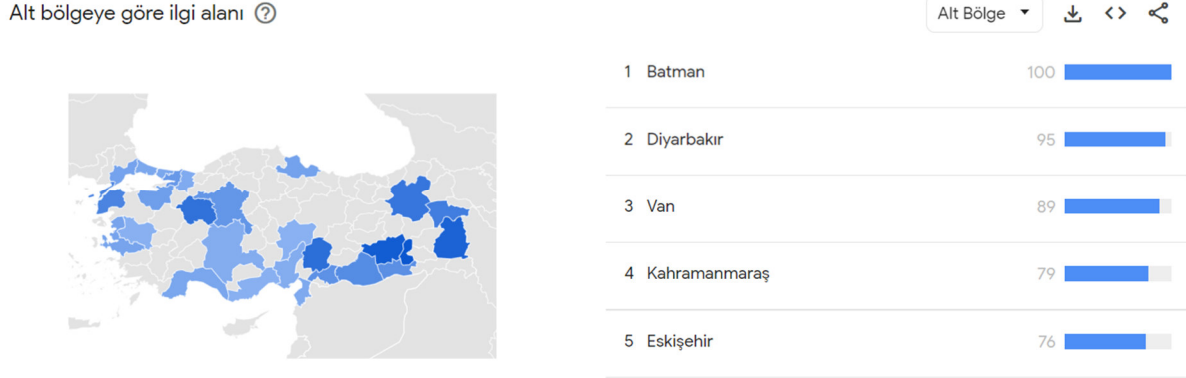 Alt bölgeye göre ilgi alanı
Alt Bölge
1 Batman 100
2 Diyarbakır 95
3 Van 89
4 Kahramanmaraş 79
5 Eskişehir 76